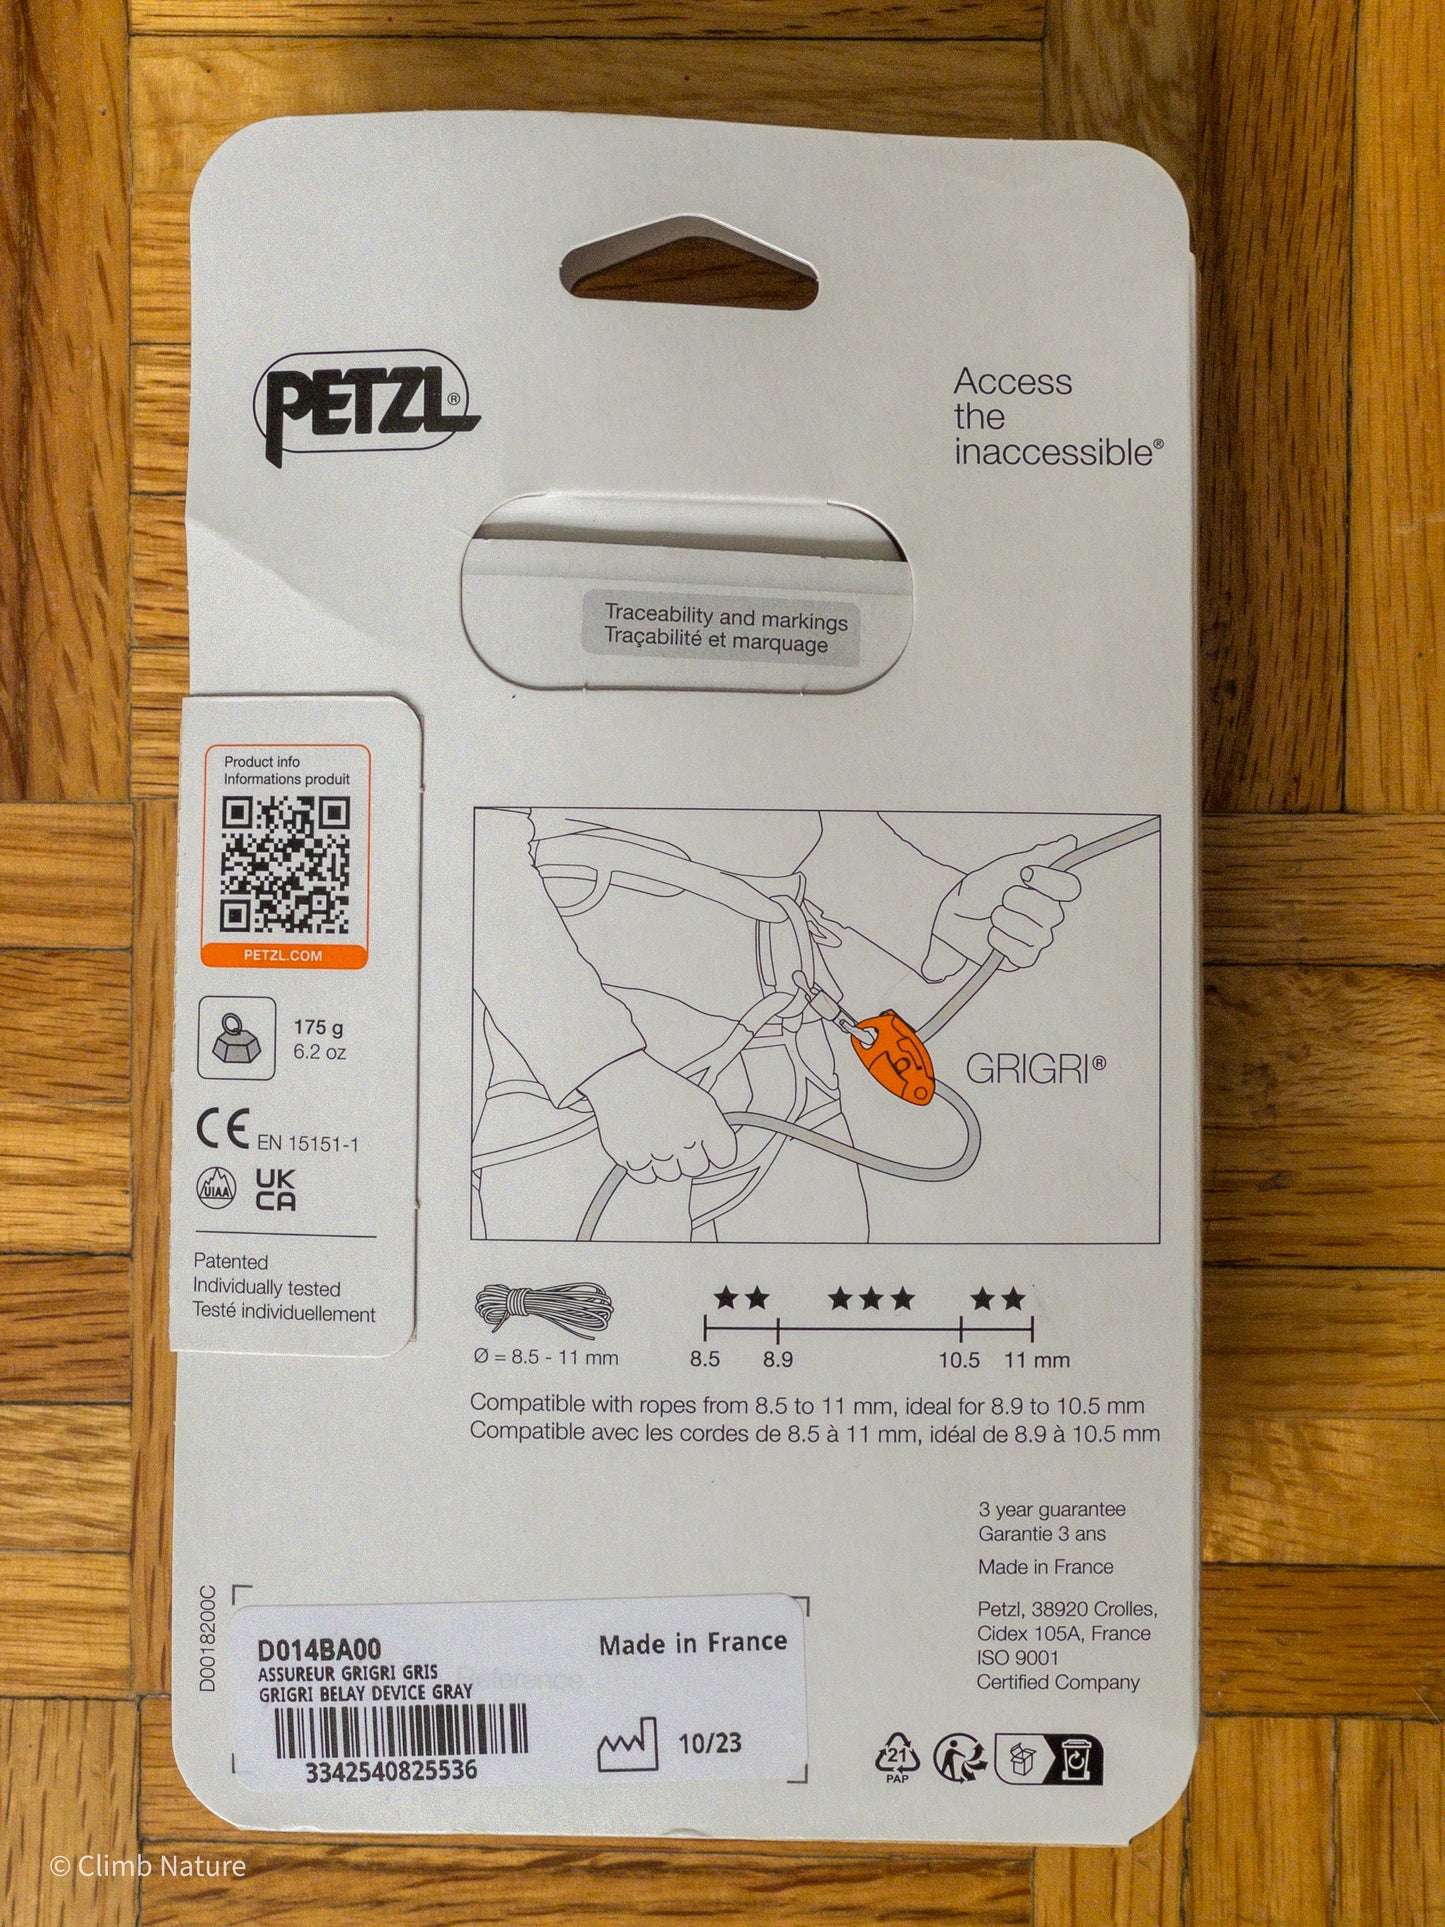 PETZL®
Access
the
inaccessible®
Traceability and markings
Traçabilité et marquage
Product info
Informations produit
PETZL.COM
175 g
6.2 oz
CE EN 15151-1
UIAA
UK
CA
Patented
Individually tested
Testé individuellement
GRIGRI®
Ø = 8.5 - 11 mm
★★ ★★★ ★★
8.5 8.9 10.5 11 mm
Compatible with ropes from 8.5 to 11 mm, ideal for 8.9 to 10.5 mm
Compatible avec les cordes de 8.5 à 11 mm, idéal de 8.9 à 10.5 mm
3 year guarantee
Garantie 3 ans
Made in France
Petzl, 38920 Crolles,
Cidex 105A, France
ISO 9001
Certified Company
D0018200C
D014BA00
ASSUREUR GRIGRI GRIS
Reference
GRIGRI BELAY DEVICE GRAY
3342540825536
Made in France
10/23
21
PAP
© Climb Nature